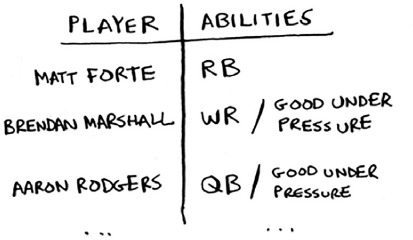 PLAYER ABILITIES
MATT FORTE RB
BRENDAN MARSHALL WR / GOOD UNDER PRESSURE
AARON RODGERS QB / GOOD UNDER PRESSURE
... ...